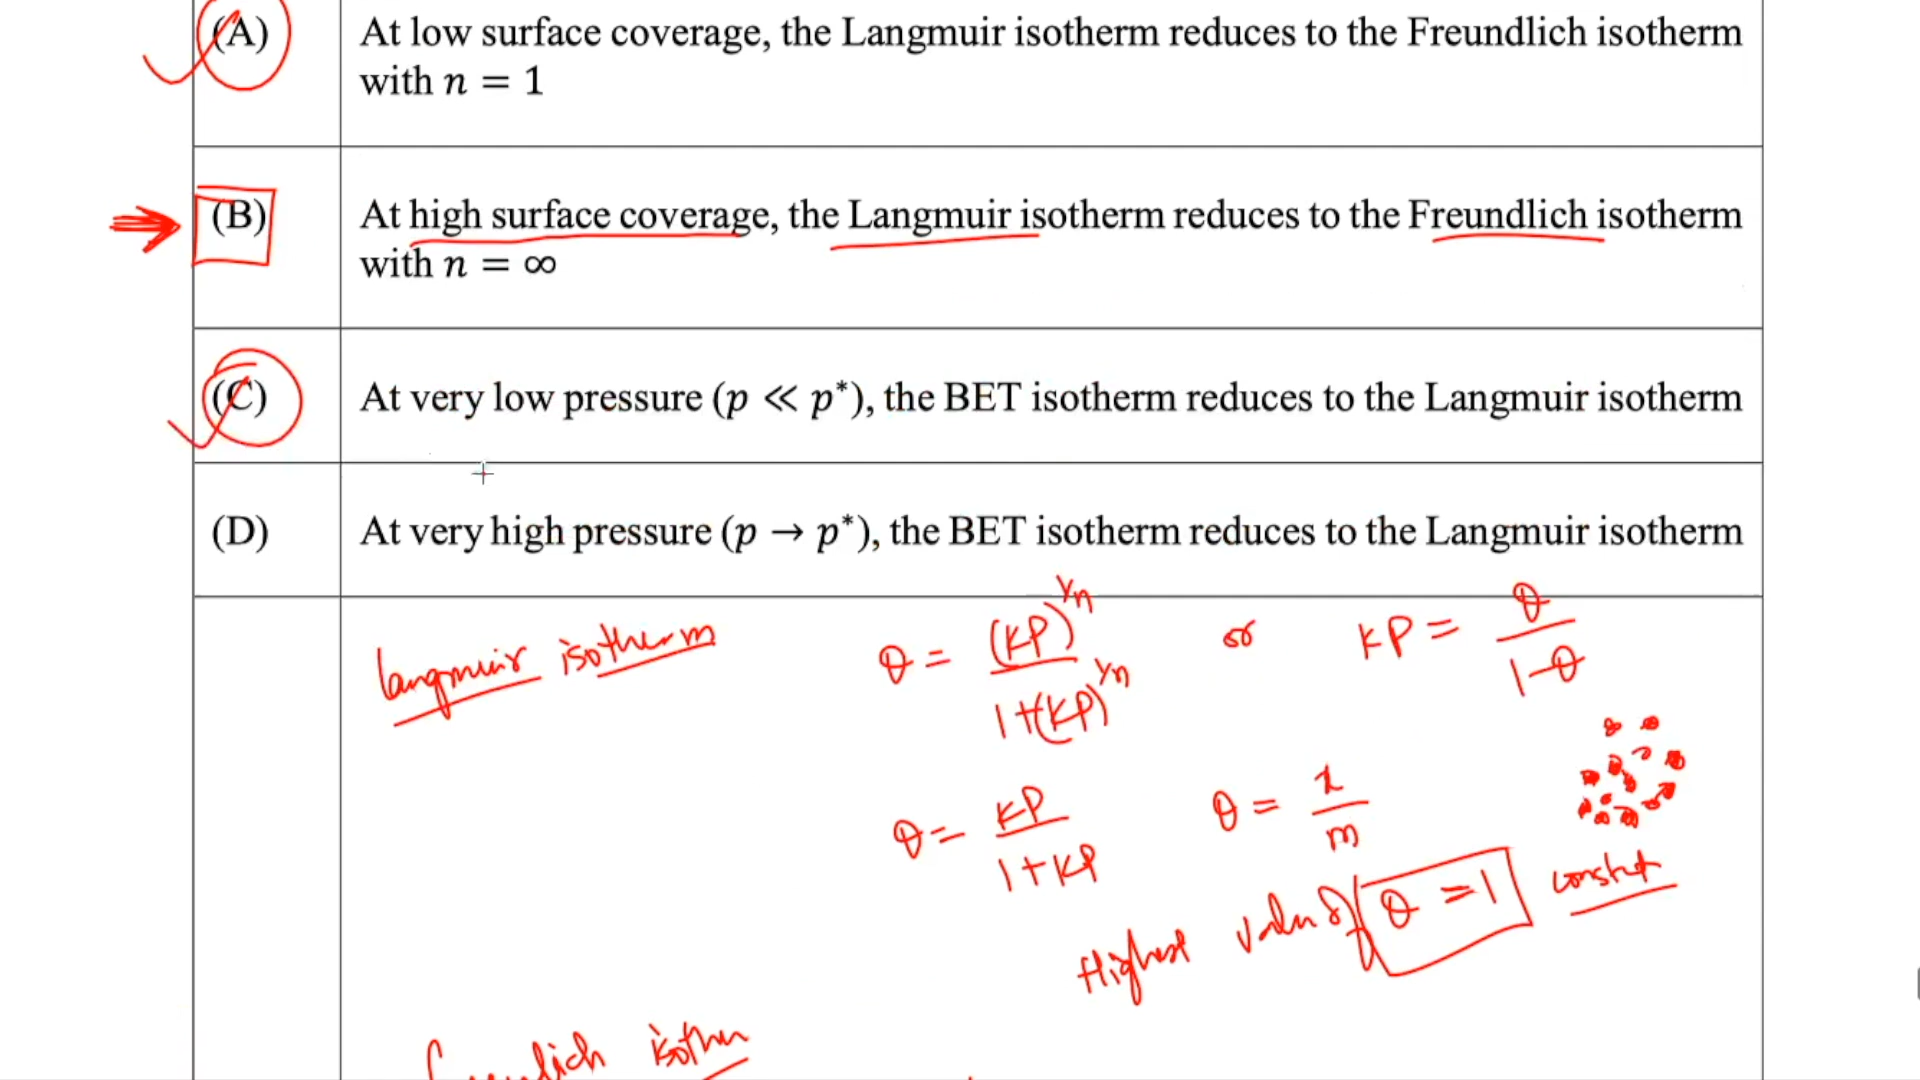 (A) At low surface coverage, the Langmuir isotherm reduces to the Freundlich isotherm
with n = 1
(B) At high surface coverage, the Langmuir isotherm reduces to the Freundlich isotherm
with n = ∞
(C) At very low pressure (p ≪ p*), the BET isotherm reduces to the Langmuir isotherm
(D) At very high pressure (p → p*), the BET isotherm reduces to the Langmuir isotherm
Langmuir isotherm θ = (KP)^1/n / 1+(KP)^1/n or KP = θ / 1-θ
θ = KP / 1+KP θ = x / m
Highest value of θ = 1 constant
isother